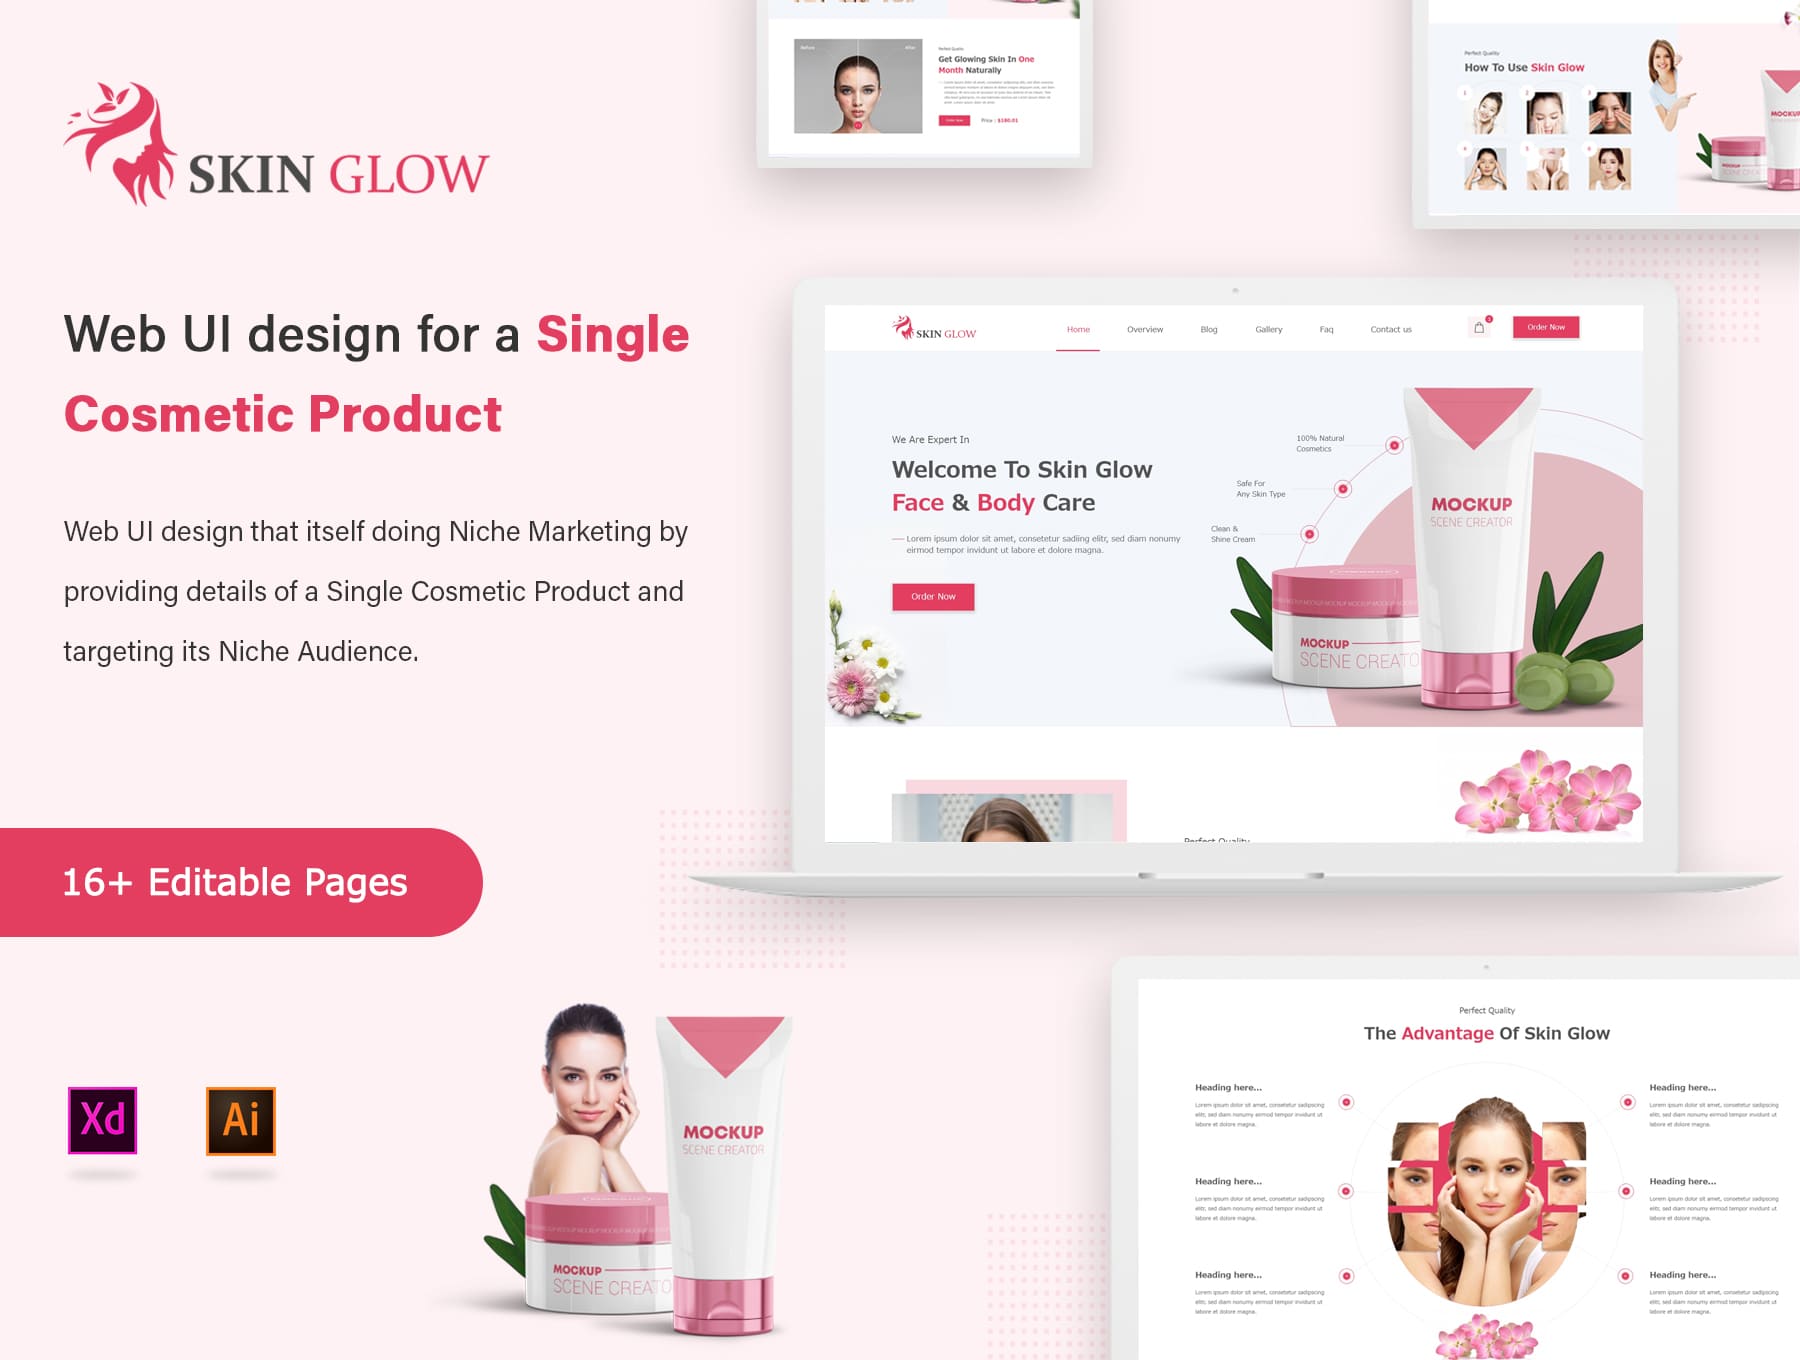 SKIN GLOW
Web UI design for a Single
Cosmetic Product
Web UI design that itself doing Niche Marketing by
providing details of a Single Cosmetic Product and
targeting its Niche Audience.
16+ Editable Pages
Xd
Ai
MOCKUP
SCENE CREATOR
MOCKUP
SCENE CREATO
Before
After
Perfect Quality
Get Glowing Skin In One
Month Naturally
Order Now
Price : $180.01
Perfect Quality
How To Use Skin Glow
1
2
3
4
5
6
MOCKUP
MOCKUP
SKIN GLOW
Home
Overview
Blog
Gallery
Faq
Contact us
Order Now
We Are Expert In
Welcome To Skin Glow
Face & Body Care
Lorem ipsum dolor sit amet, consetetur sadiing elitr, sed diam nonumy
eirmod tempor invidunt ut labore et dolore magna.
Order Now
100% Natural
Cosmetics
Safe For
Any Skin Type
Clean &
Shine Cream
MOCKUP
SCENE CREATOR
MOCKUP
SCENE CREATO
Perfect Quality
Perfect Quality
The Advantage Of Skin Glow
Heading here...
Lorem ipsum dolor sit amet, consetetur sadipscing
elitr, sed diam nonumy eirmod tempor invidunt ut
labore et dolore magna.
Heading here...
Lorem ipsum dolor sit amet, consetetur sadipscing
elitr, sed diam nonumy eirmod tempor invidunt ut
labore et dolore magna.
Heading here...
Lorem ipsum dolor sit amet, consetetur sadipscing
elitr, sed diam nonumy eirmod tempor invidunt ut
labore et dolore magna.
Heading here...
Lorem ipsum dolor sit amet, consetetur sadipscing
elitr, sed diam nonumy eirmod tempor invidunt ut
labore et dolore magna.
Heading here...
Lorem ipsum dolor sit amet, consetetur sadipscing
elitr, sed diam nonumy eirmod tempor invidunt ut
labore et dolore magna.
Heading here...
Lorem ipsum dolor sit amet, consetetur sadipscing
elitr, sed diam nonumy eirmod tempor invidunt ut
labore et dolore magna.